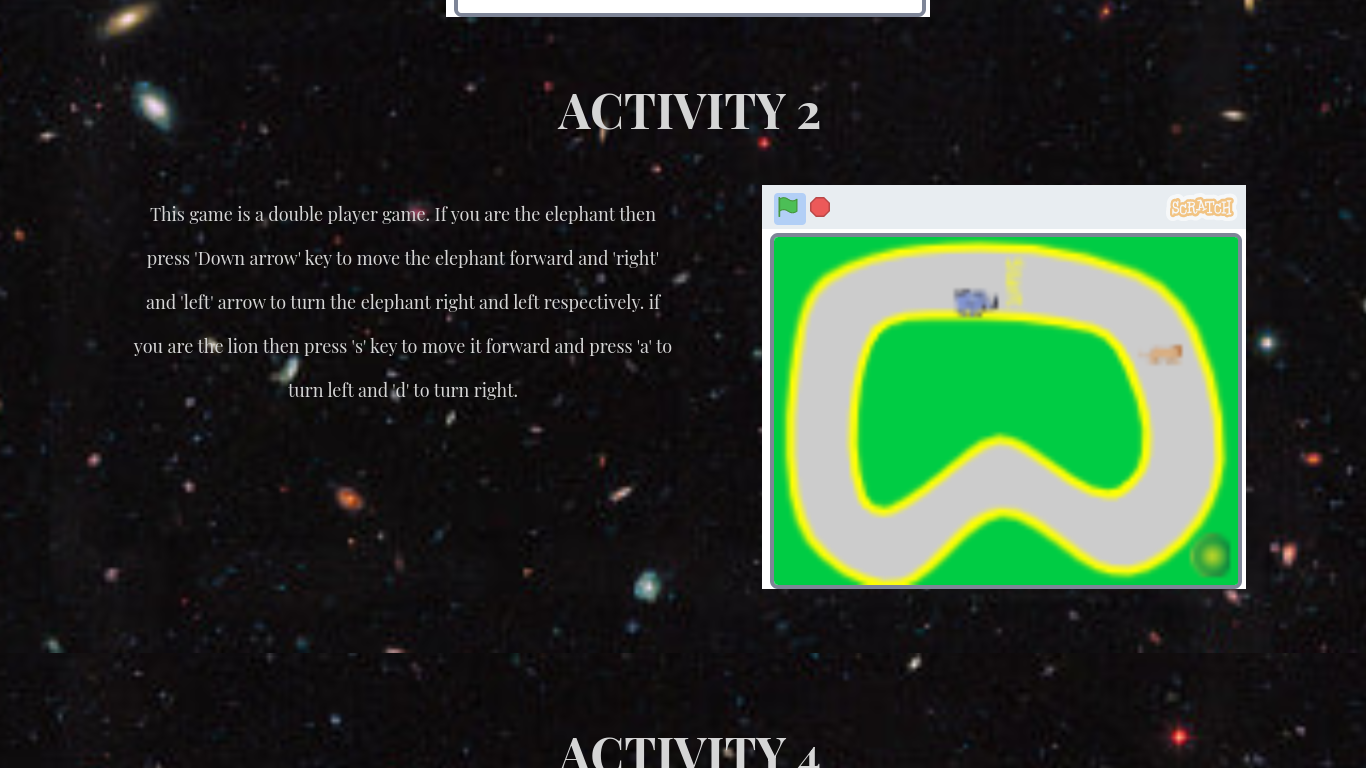 ACTIVITY 2
This game is a double player game. If you are the elephant then
press 'Down arrow' key to move the elephant forward and 'right'
and 'left' arrow to turn the elephant right and left respectively. if
you are the lion then press 's' key to move it forward and press 'a' to
turn left and 'd' to turn right.
SCRATCH
ACTIVITY 4